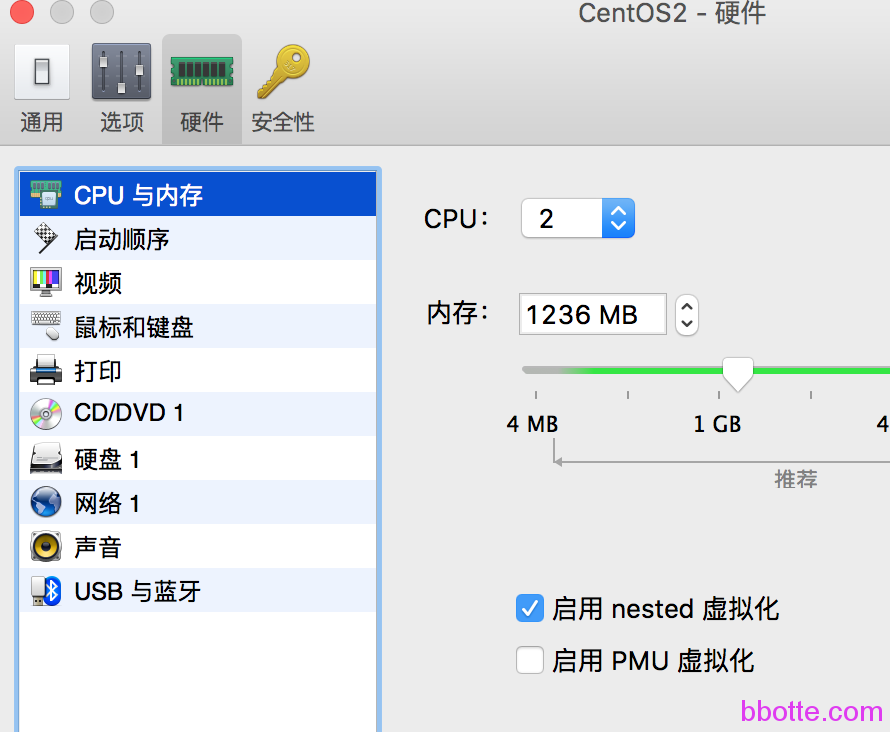 CentOS2 - 硬件
通用 选项 硬件 安全性
CPU 与内存
启动顺序
视频
鼠标和键盘
打印
CD/DVD 1
硬盘 1
网络 1
声音
USB 与蓝牙
CPU： 2
内存： 1236 MB
4 MB 1 GB 4
推荐
启用 nested 虚拟化
启用 PMU 虚拟化
bbotte.com